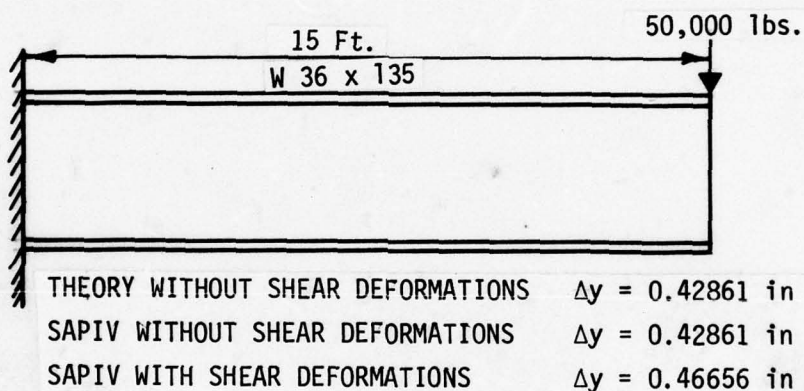 50,000 lbs.
15 Ft.
W 36 x 135
THEORY WITHOUT SHEAR DEFORMATIONS Δy = 0.42861 in
SAPIV WITHOUT SHEAR DEFORMATIONS Δy = 0.42861 in
SAPIV WITH SHEAR DEFORMATIONS Δy = 0.46656 in